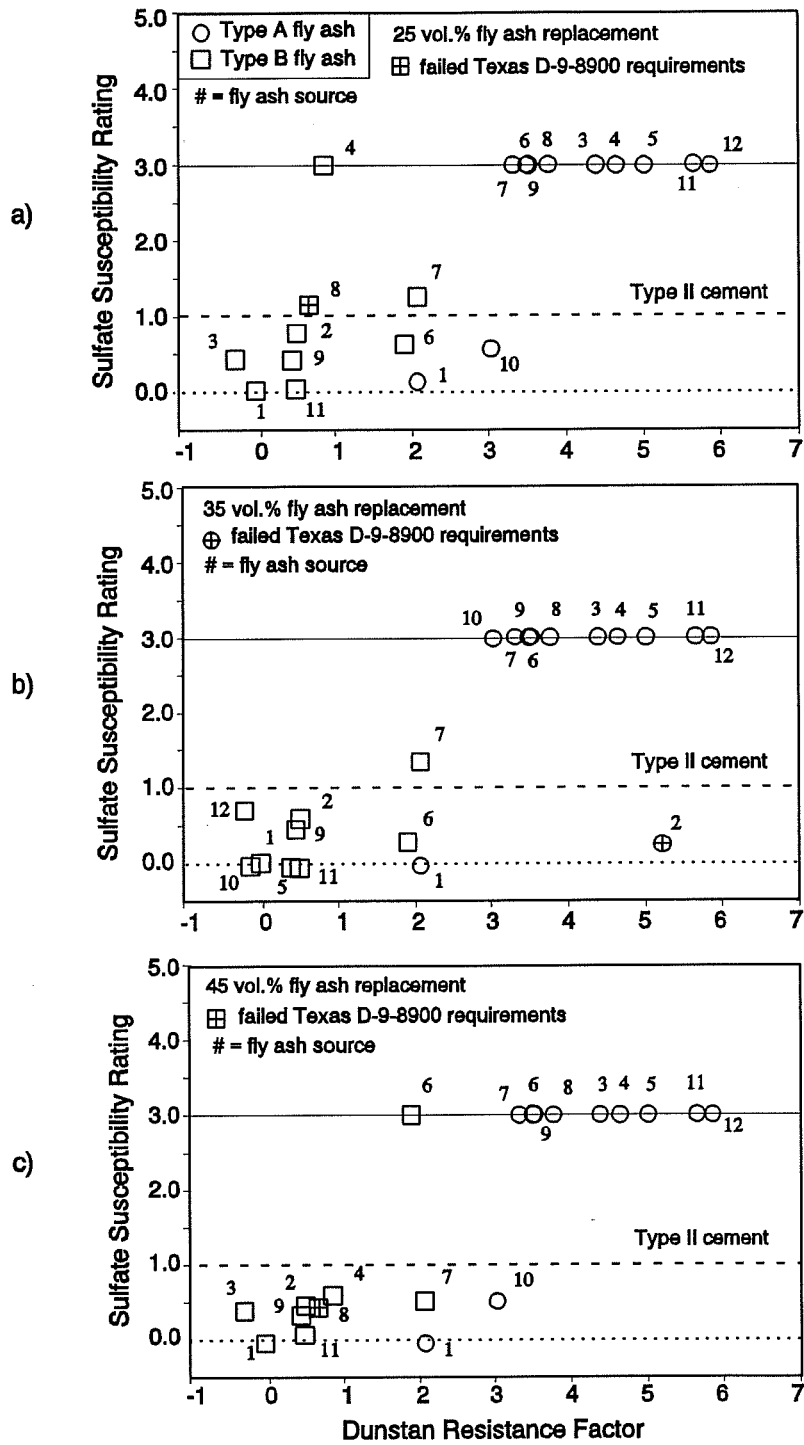 a)
Sulfate Susceptibility Rating
5.0
4.0
3.0
2.0
1.0
0.0
Type A fly ash
Type B fly ash
# = fly ash source
25 vol.% fly ash replacement
failed Texas D-9-8900 requirements
4
6 8 3 4 5 12
7 9 11
8
7
Type II cement
3
2
9
6
1
10
1
11
-1 0 1 2 3 4 5 6 7
b)
Sulfate Susceptibility Rating
5.0
4.0
3.0
2.0
1.0
0.0
35 vol.% fly ash replacement
failed Texas D-9-8900 requirements
# = fly ash source
10 9 8 3 4 5 11
7 6 12
7
Type II cement
12
2
1
9
6
2
10
5
11
1
-1 0 1 2 3 4 5 6 7
c)
Sulfate Susceptibility Rating
5.0
4.0
3.0
2.0
1.0
0.0
45 vol.% fly ash replacement
failed Texas D-9-8900 requirements
# = fly ash source
6 7 6 8 3 4 5 11
9 12
Type II cement
3
2
4
7
10
9
8
1
11
1
-1 0 1 2 3 4 5 6 7
Dunstan Resistance Factor